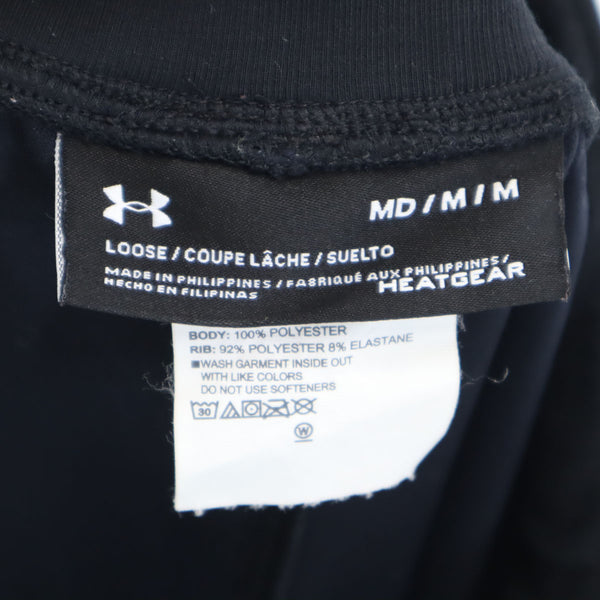 MD / M / M
LOOSE / COUPE LÂCHE / SUELTO
MADE IN PHILIPPINES / FABRIQUÉ AUX PHILIPPINES /
HECHO EN FILIPINAS
HEATGEAR
BODY: 100% POLYESTER
RIB: 92% POLYESTER 8% ELASTANE
■WASH GARMENT INSIDE OUT
WITH LIKE COLORS
DO NOT USE SOFTENERS
30
W